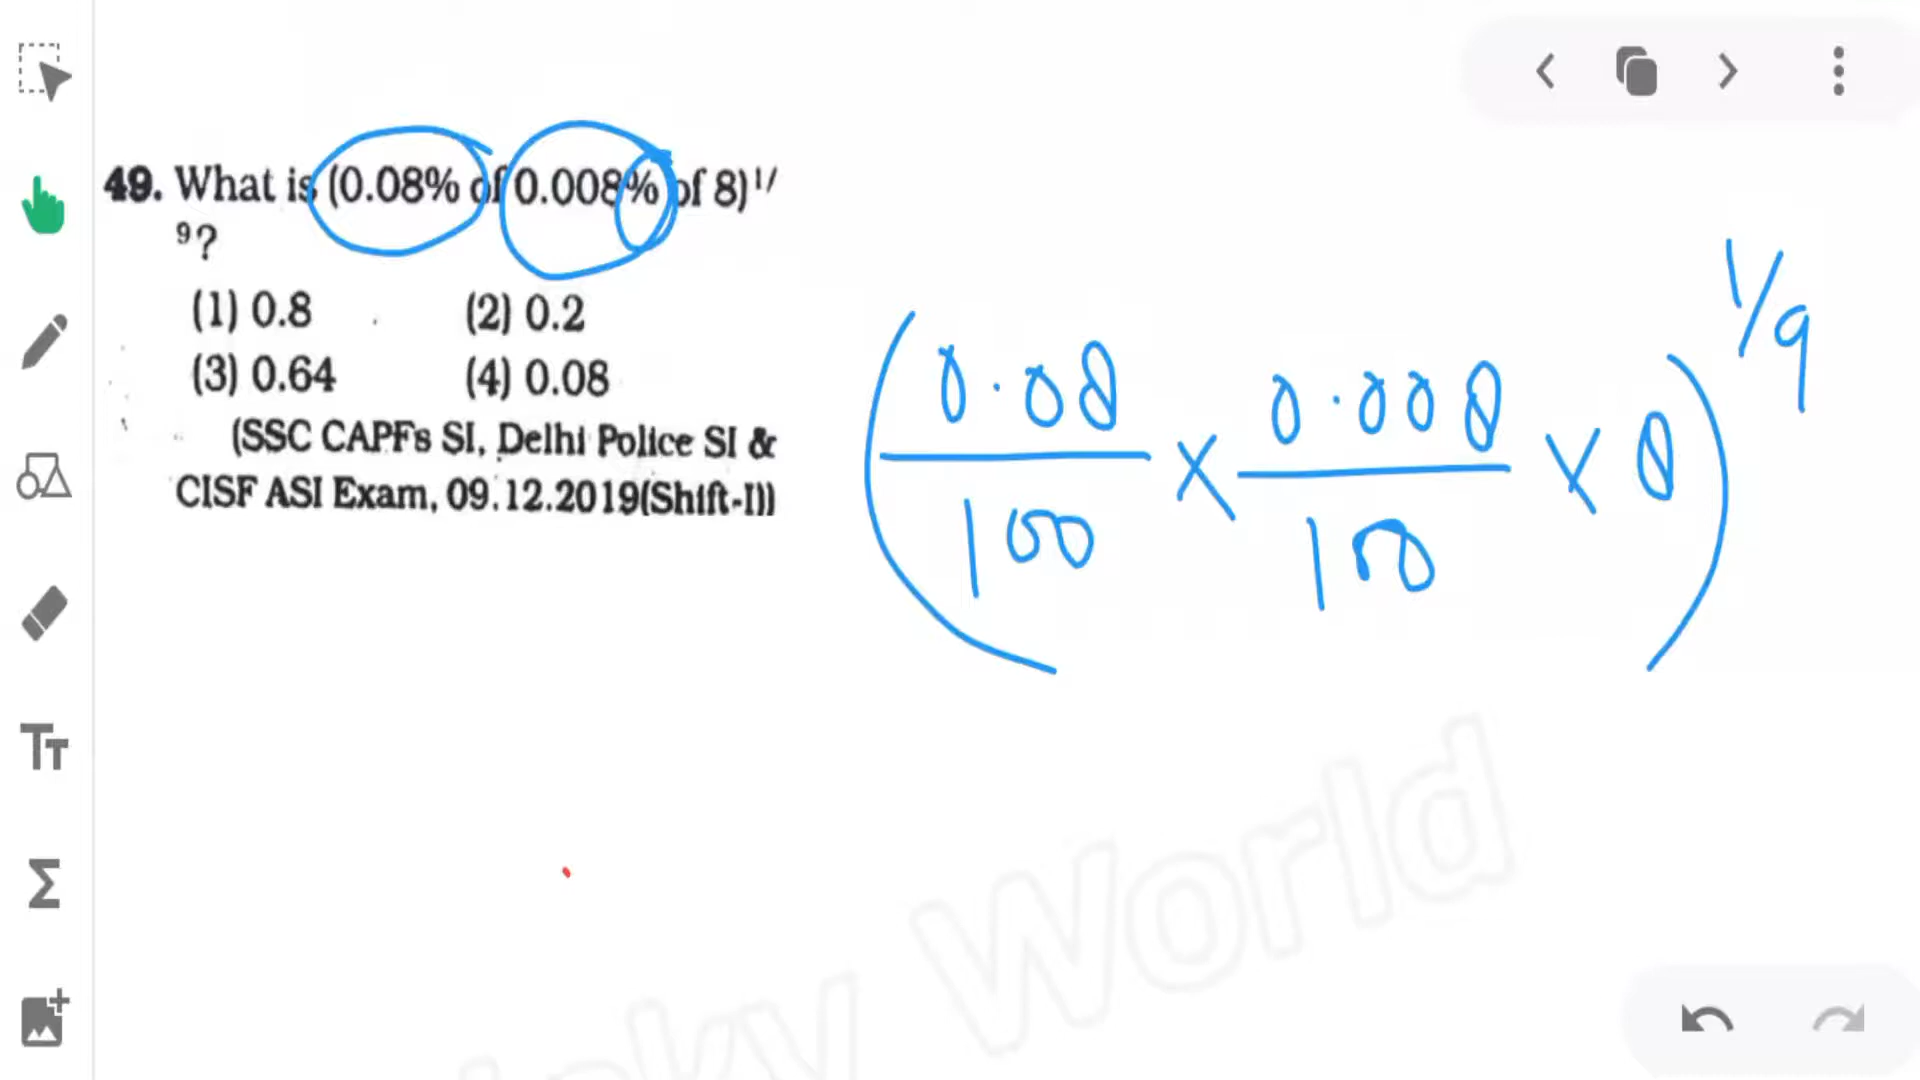 49. What is (0.08% of 0.008% of 8)¹/
⁹?
(1) 0.8 (2) 0.2
(3) 0.64 (4) 0.08
(SSC CAPFs SI, Delhi Police SI &
CISF ASI Exam, 09.12.2019(Shift-I))
(0.08/100 × 0.008/100 × 8)^1/9
World
TT
Σ